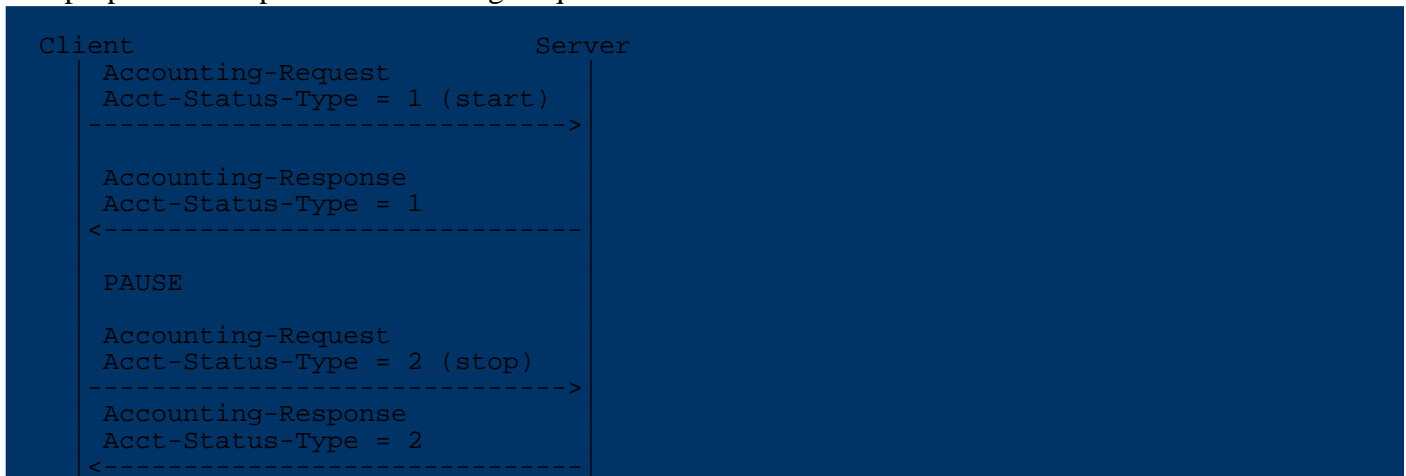 Client Server
Accounting-Request
Acct-Status-Type = 1 (start)
------------------------------>
Accounting-Response
Acct-Status-Type = 1
<------------------------------
PAUSE
Accounting-Request
Acct-Status-Type = 2 (stop)
------------------------------>
Accounting-Response
Acct-Status-Type = 2
<------------------------------